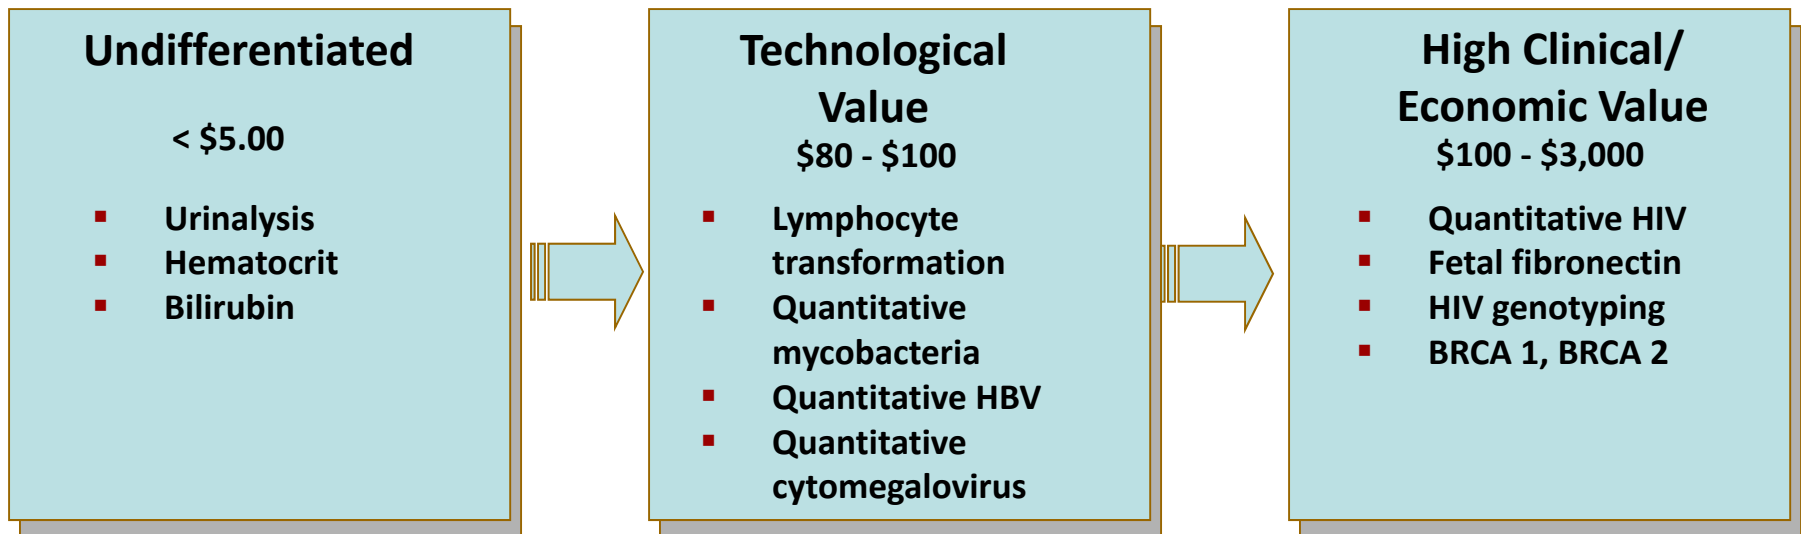 Undifferentiated
< $5.00
▪ Urinalysis
▪ Hematocrit
▪ Bilirubin
Technological
Value
$80 - $100
▪ Lymphocyte
transformation
▪ Quantitative
mycobacteria
▪ Quantitative HBV
▪ Quantitative
cytomegalovirus
High Clinical/
Economic Value
$100 - $3,000
▪ Quantitative HIV
▪ Fetal fibronectin
▪ HIV genotyping
▪ BRCA 1, BRCA 2